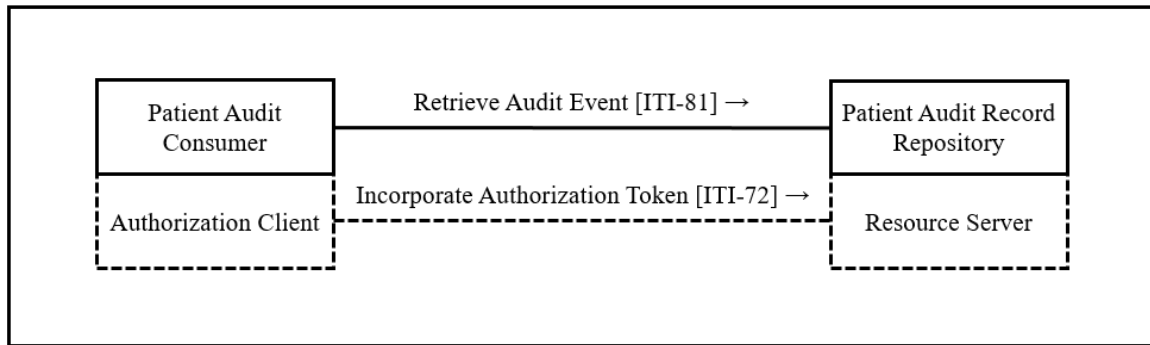 Patient Audit
Consumer
Retrieve Audit Event [ITI-81] →
Patient Audit Record
Repository
Authorization Client
Incorporate Authorization Token [ITI-72] →
Resource Server